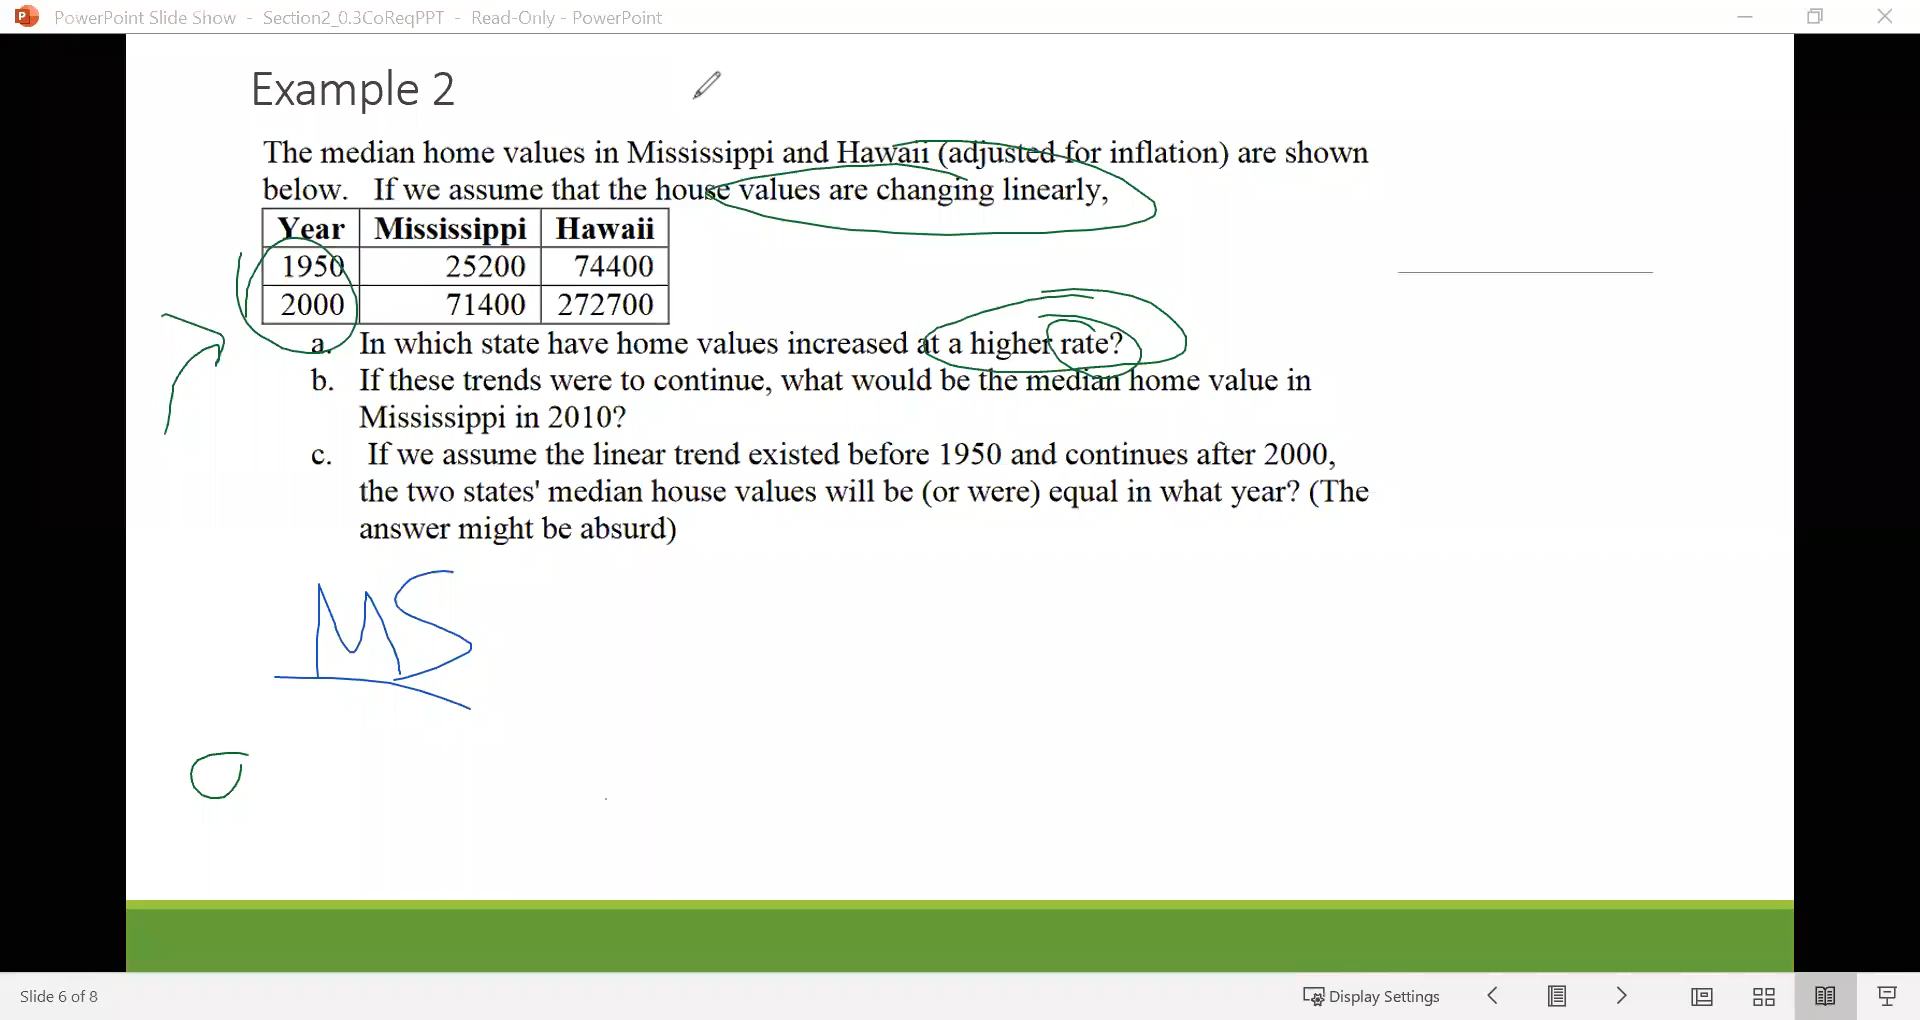 PowerPoint Slide Show - Section2_0.3CoReqPPT - Read-Only - PowerPoint
Example 2
The median home values in Mississippi and Hawaii (adjusted for inflation) are shown
below. If we assume that the house values are changing linearly,
Year Mississippi Hawaii
1950 25200 74400
2000 71400 272700
a. In which state have home values increased at a higher rate?
b. If these trends were to continue, what would be the median home value in
Mississippi in 2010?
c. If we assume the linear trend existed before 1950 and continues after 2000,
the two states' median house values will be (or were) equal in what year? (The
answer might be absurd)
MS
Slide 6 of 8
Display Settings